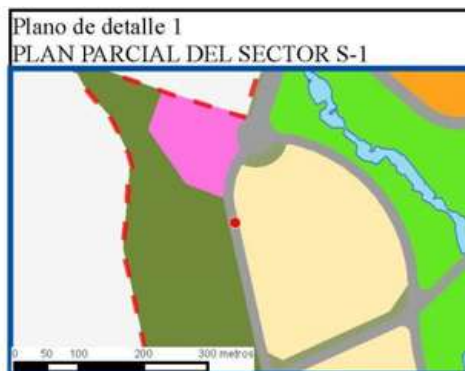 Plano de detalle 1
PLAN PARCIAL DEL SECTOR S-1
0 50 100 200 300 metros